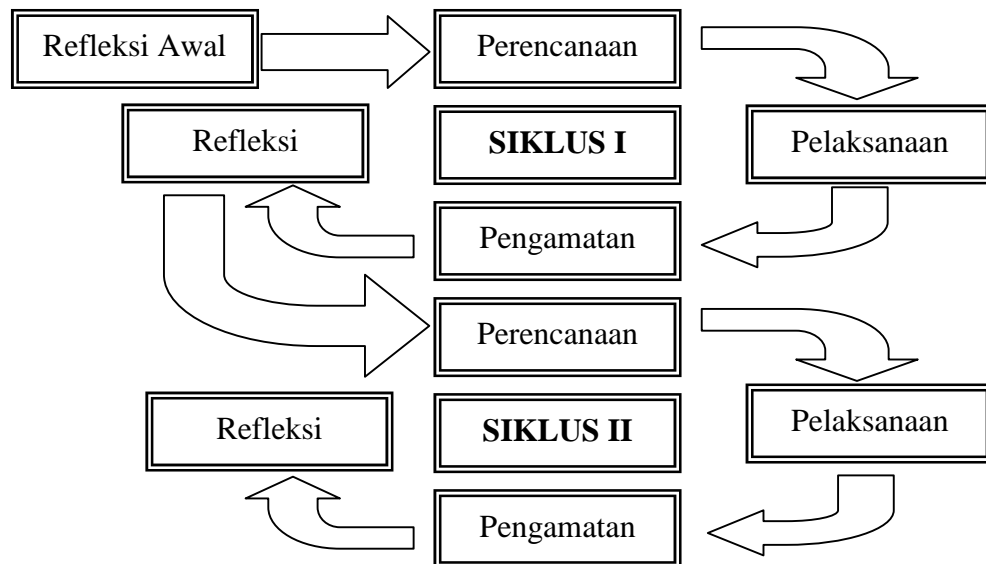 Refleksi Awal
Perencanaan
Refleksi
SIKLUS I
Pelaksanaan
Pengamatan
Perencanaan
Refleksi
SIKLUS II
Pelaksanaan
Pengamatan